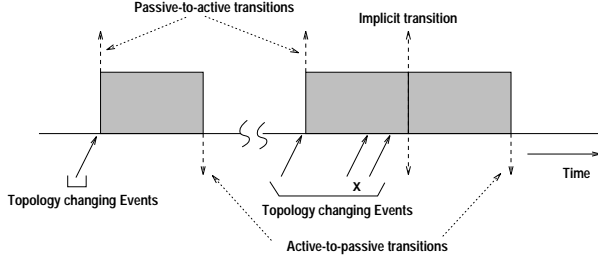 Passive-to-active transitions
Implicit transition
X
Time
Topology changing Events
Topology changing Events
Active-to-passive transitions